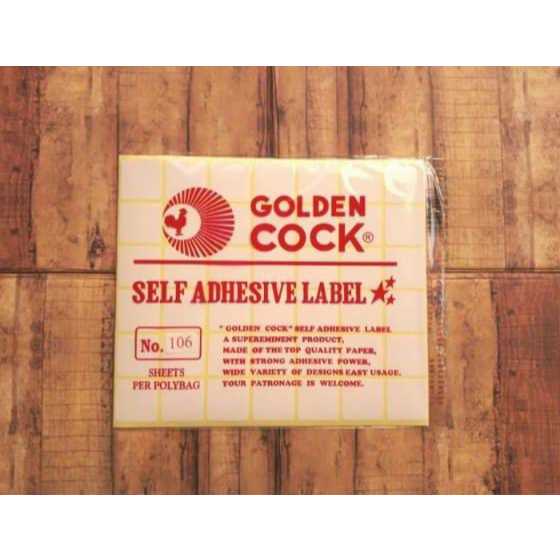 GOLDEN
COCK®
SELF ADHESIVE LABEL
No. 106
SHEETS
PER POLYBAG
"GOLDEN COCK" SELF ADHESIVE LABEL
A SUPEREMINENT PRODUCT,
MADE OF THE TOP QUALITY PAPER,
WITH STRONG ADHESIVE POWER,
WIDE VARIETY OF DESIGNS EASY USAGE.
YOUR PATRONAGE IS WELCOME.